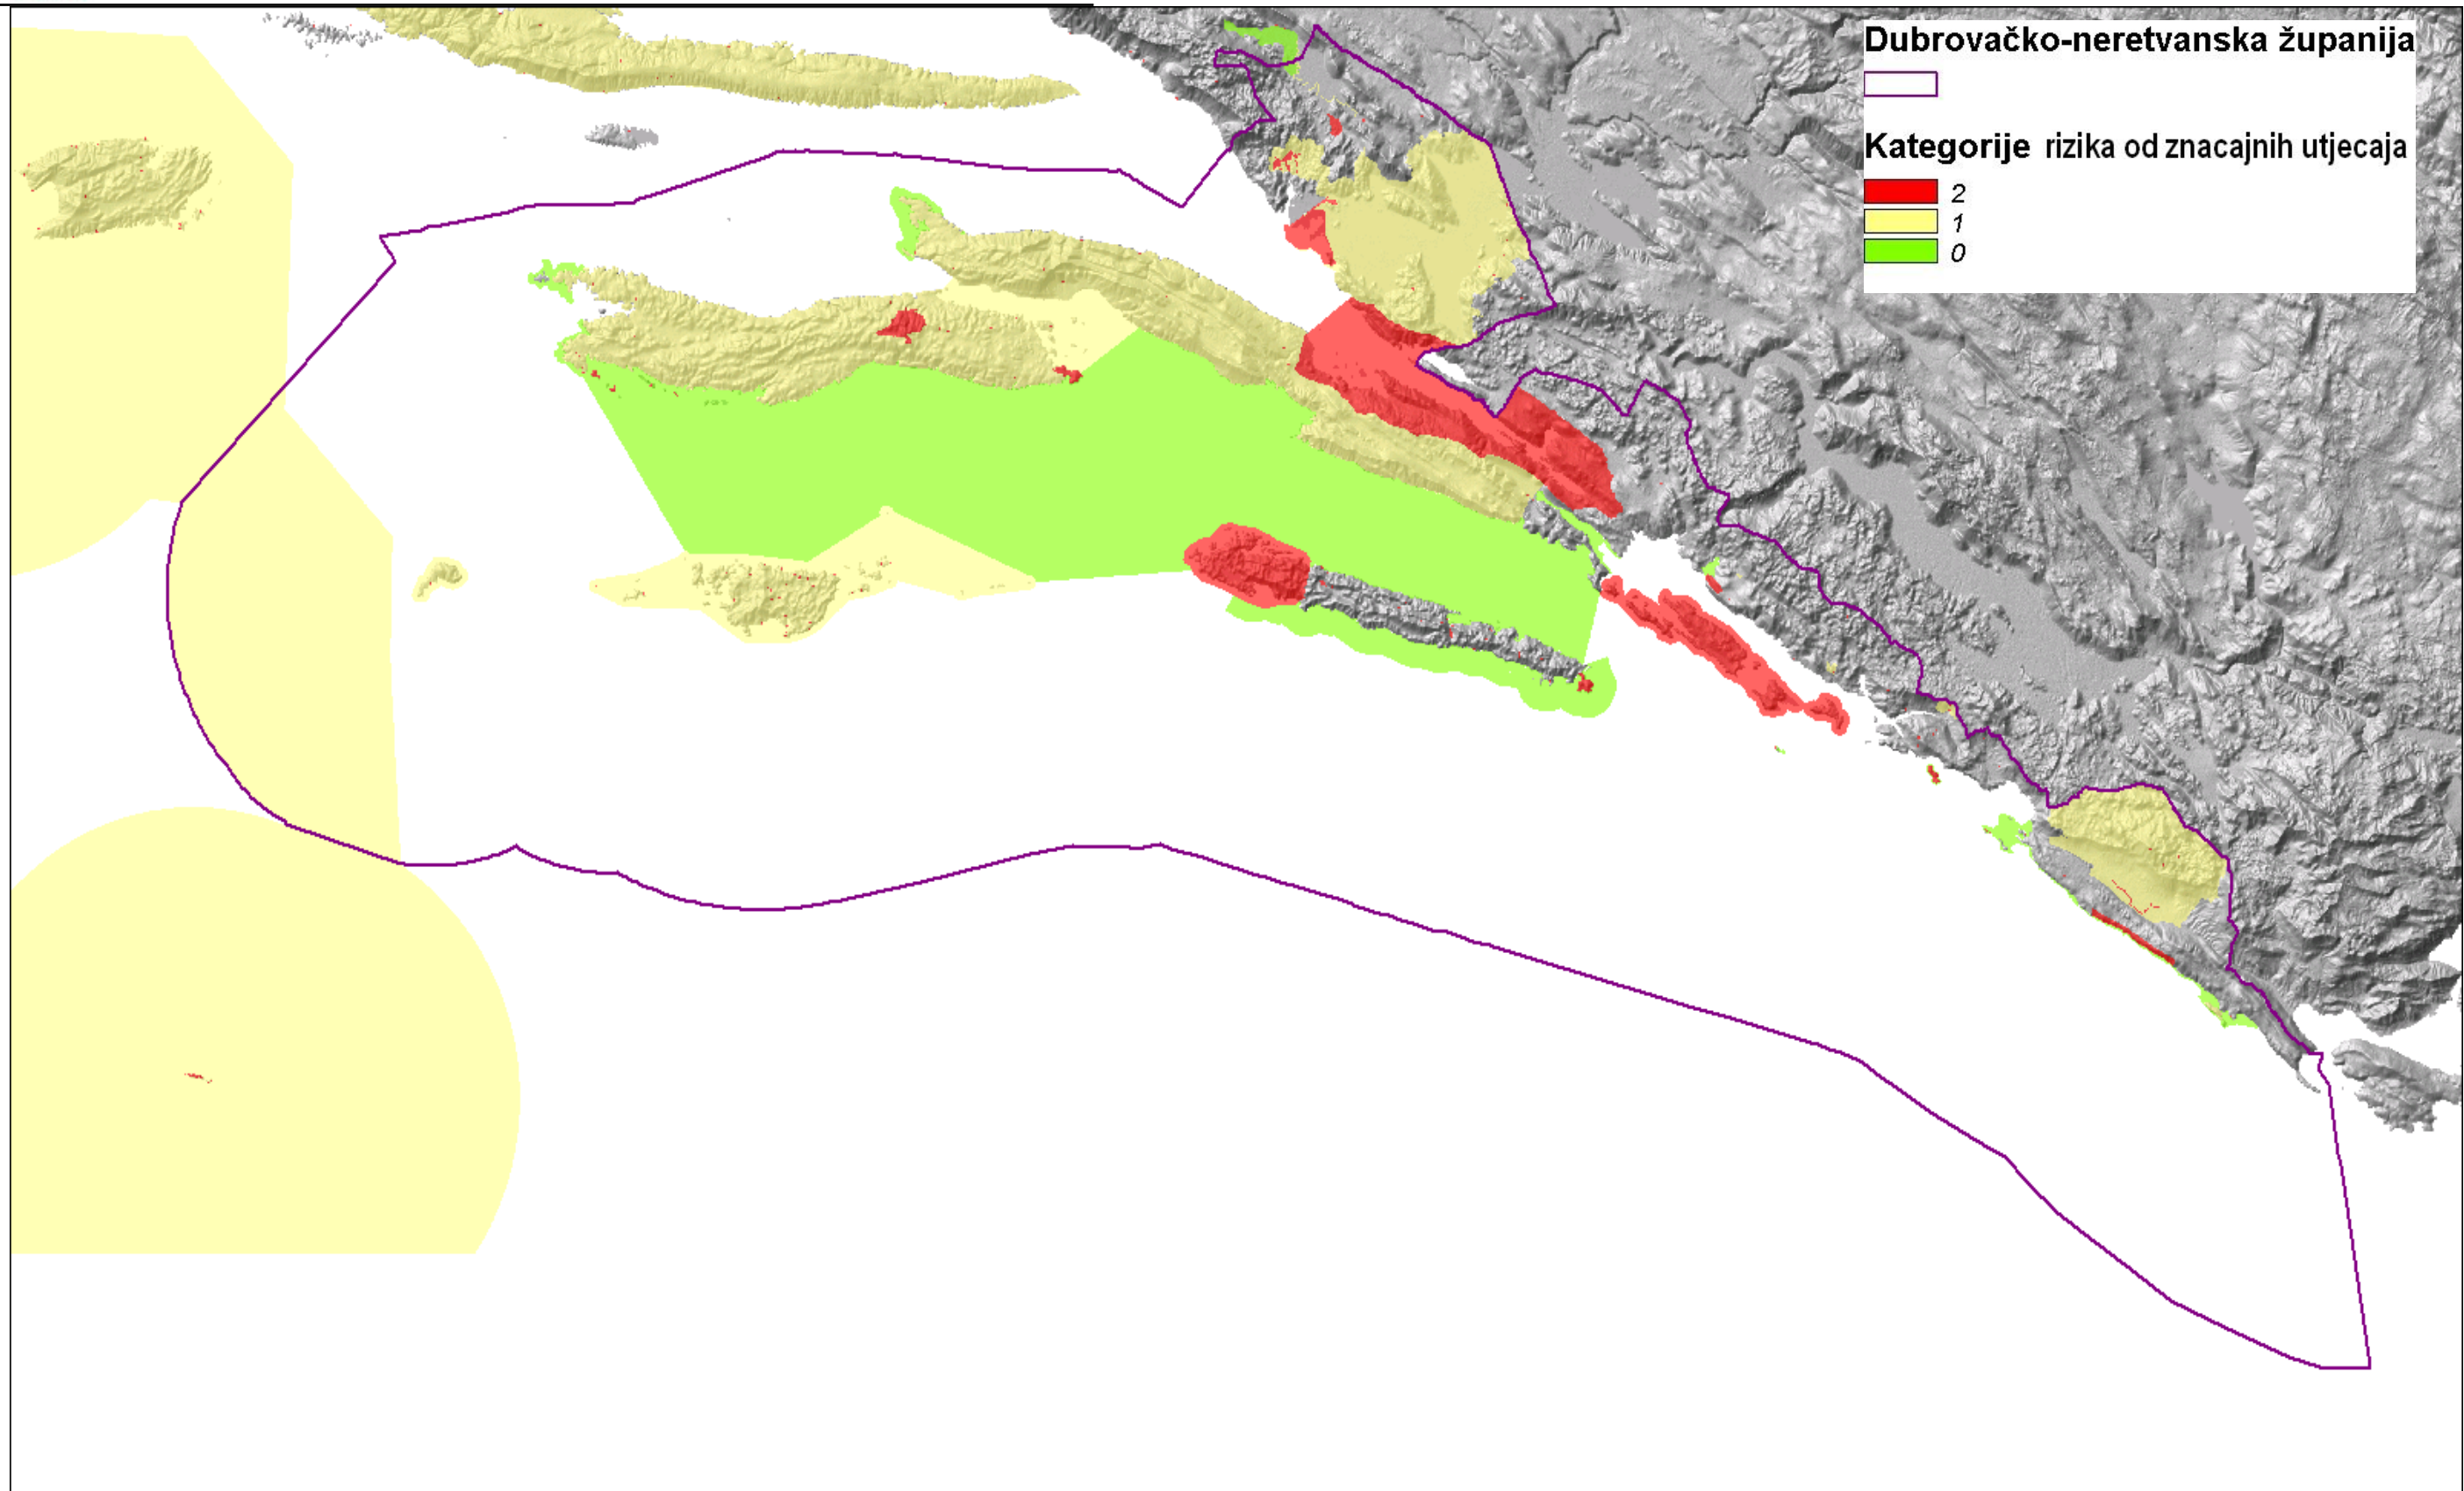 Dubrovačko-neretvanska županija
Kategorije rizika od znacajnih utjecaja
2
1
0